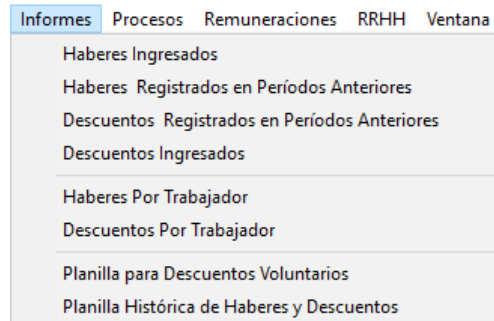 Informes Procesos Remuneraciones RRHH Ventana
Haberes Ingresados
Haberes  Registrados en Períodos Anteriores
Descuentos  Registrados en Períodos Anteriores
Descuentos Ingresados
Haberes Por Trabajador
Descuentos Por Trabajador
Planilla para Descuentos Voluntarios
Planilla Histórica de Haberes y Descuentos